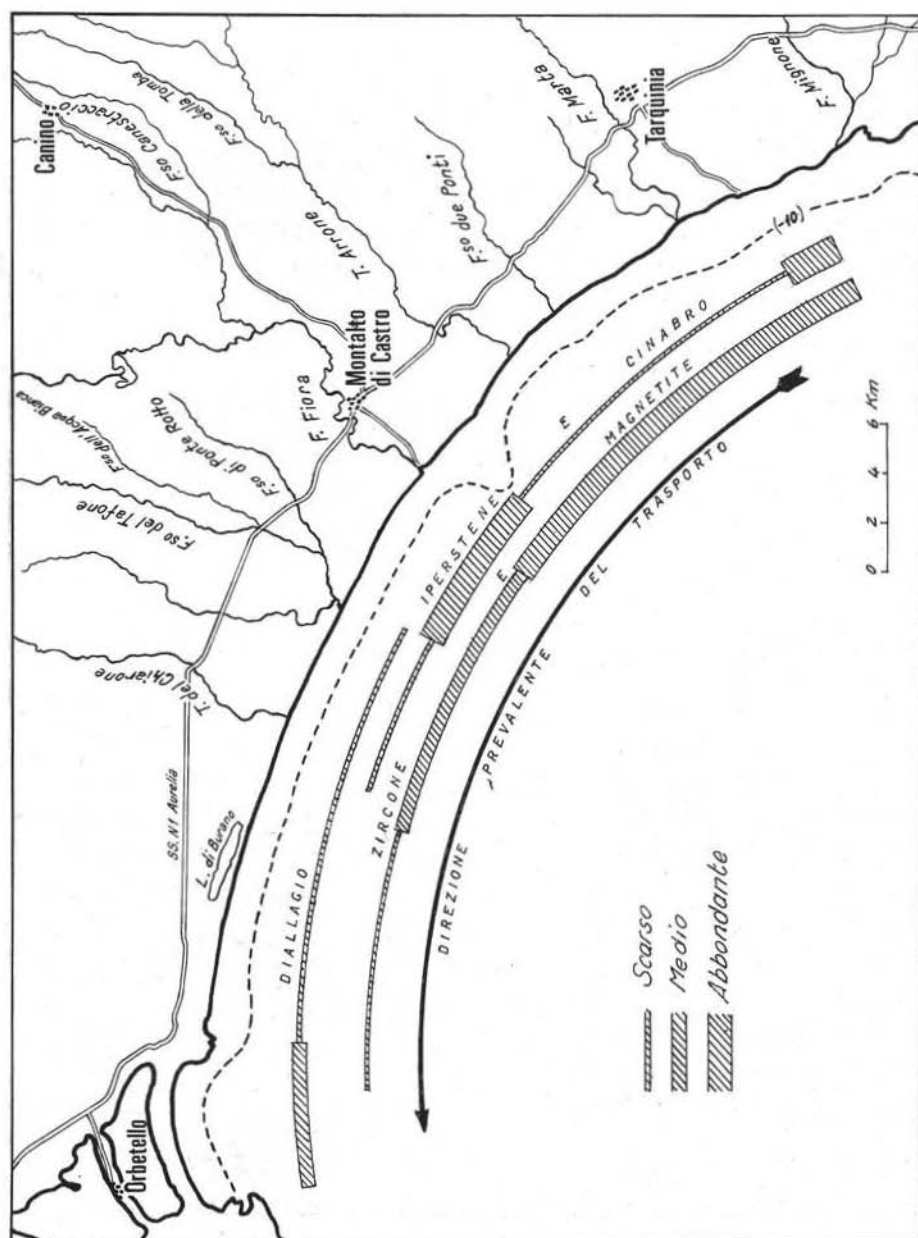 Orbetello
Canino
F.so Canestraccio
F.so della Tomba
T. Arrone
F.so due Ponti
F. Marta
Tarquinia
F. Mignone
F. Fiora
Montalto
di Castro
F.so dell'Acqua Bianca
F.so di Ponte Rotto
F.so del Tafone
T. del Chiarone
SS. N1 Aurelia
L. di Burano
(-10)
DIALLAGIO
IPERSTENE E CINABRO
ZIRCONE E MAGNETITE
DIREZIONE PREVALENTE DEL TRASPORTO
Scarso
Medio
Abbondante
0 2 4 6 Km